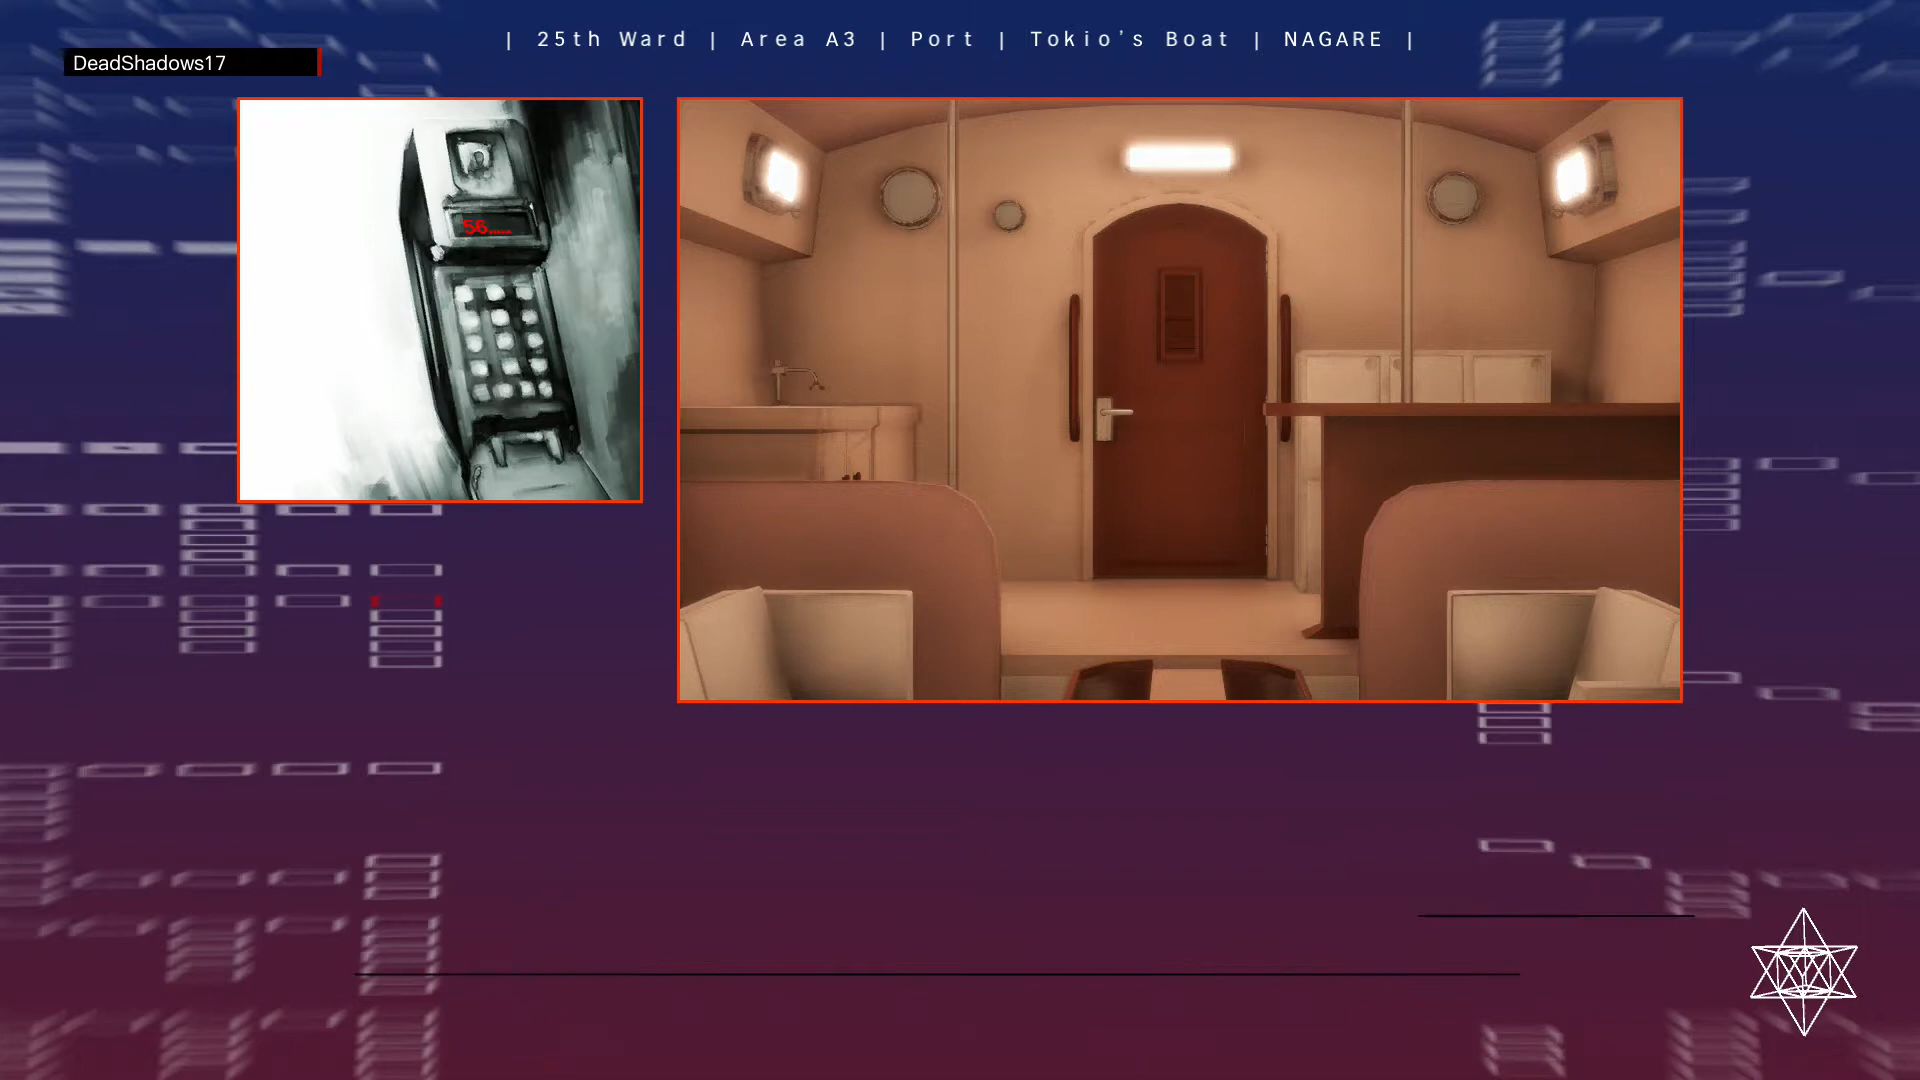 | 25th Ward | Area A3 | Port | Tokio's Boat | NAGARE |
DeadShadows17
56.....